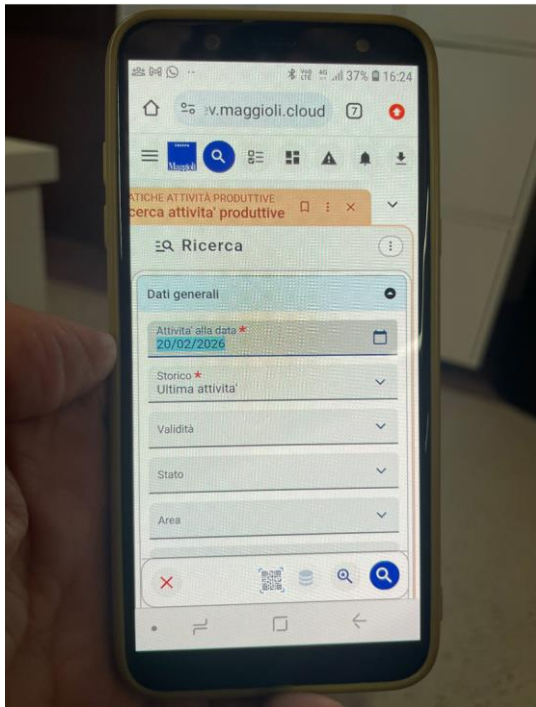 37% 16:24
v.maggioli.cloud 7
Maggioli
ATICHE ATTIVITÀ PRODUTTIVE
cerca attivita' produttive
Ricerca
Dati generali
Attivita' alla data *
20/02/2026
Storico *
Ultima attivita'
Validità
Stato
Area